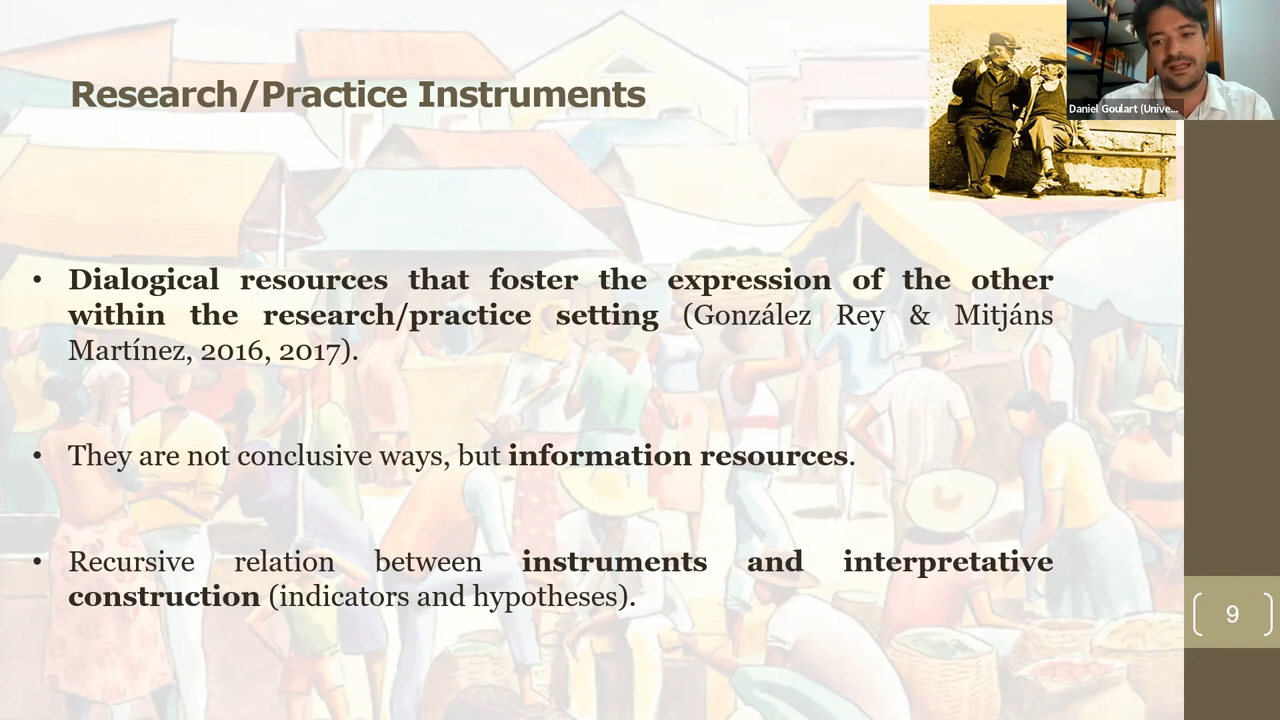 Research/Practice Instruments
Daniel Goulart (Unive...
• Dialogical resources that foster the expression of the other
within the research/practice setting (González Rey & Mitjáns
Martínez, 2016, 2017).
• They are not conclusive ways, but information resources.
• Recursive relation between instruments and interpretative
construction (indicators and hypotheses).
9